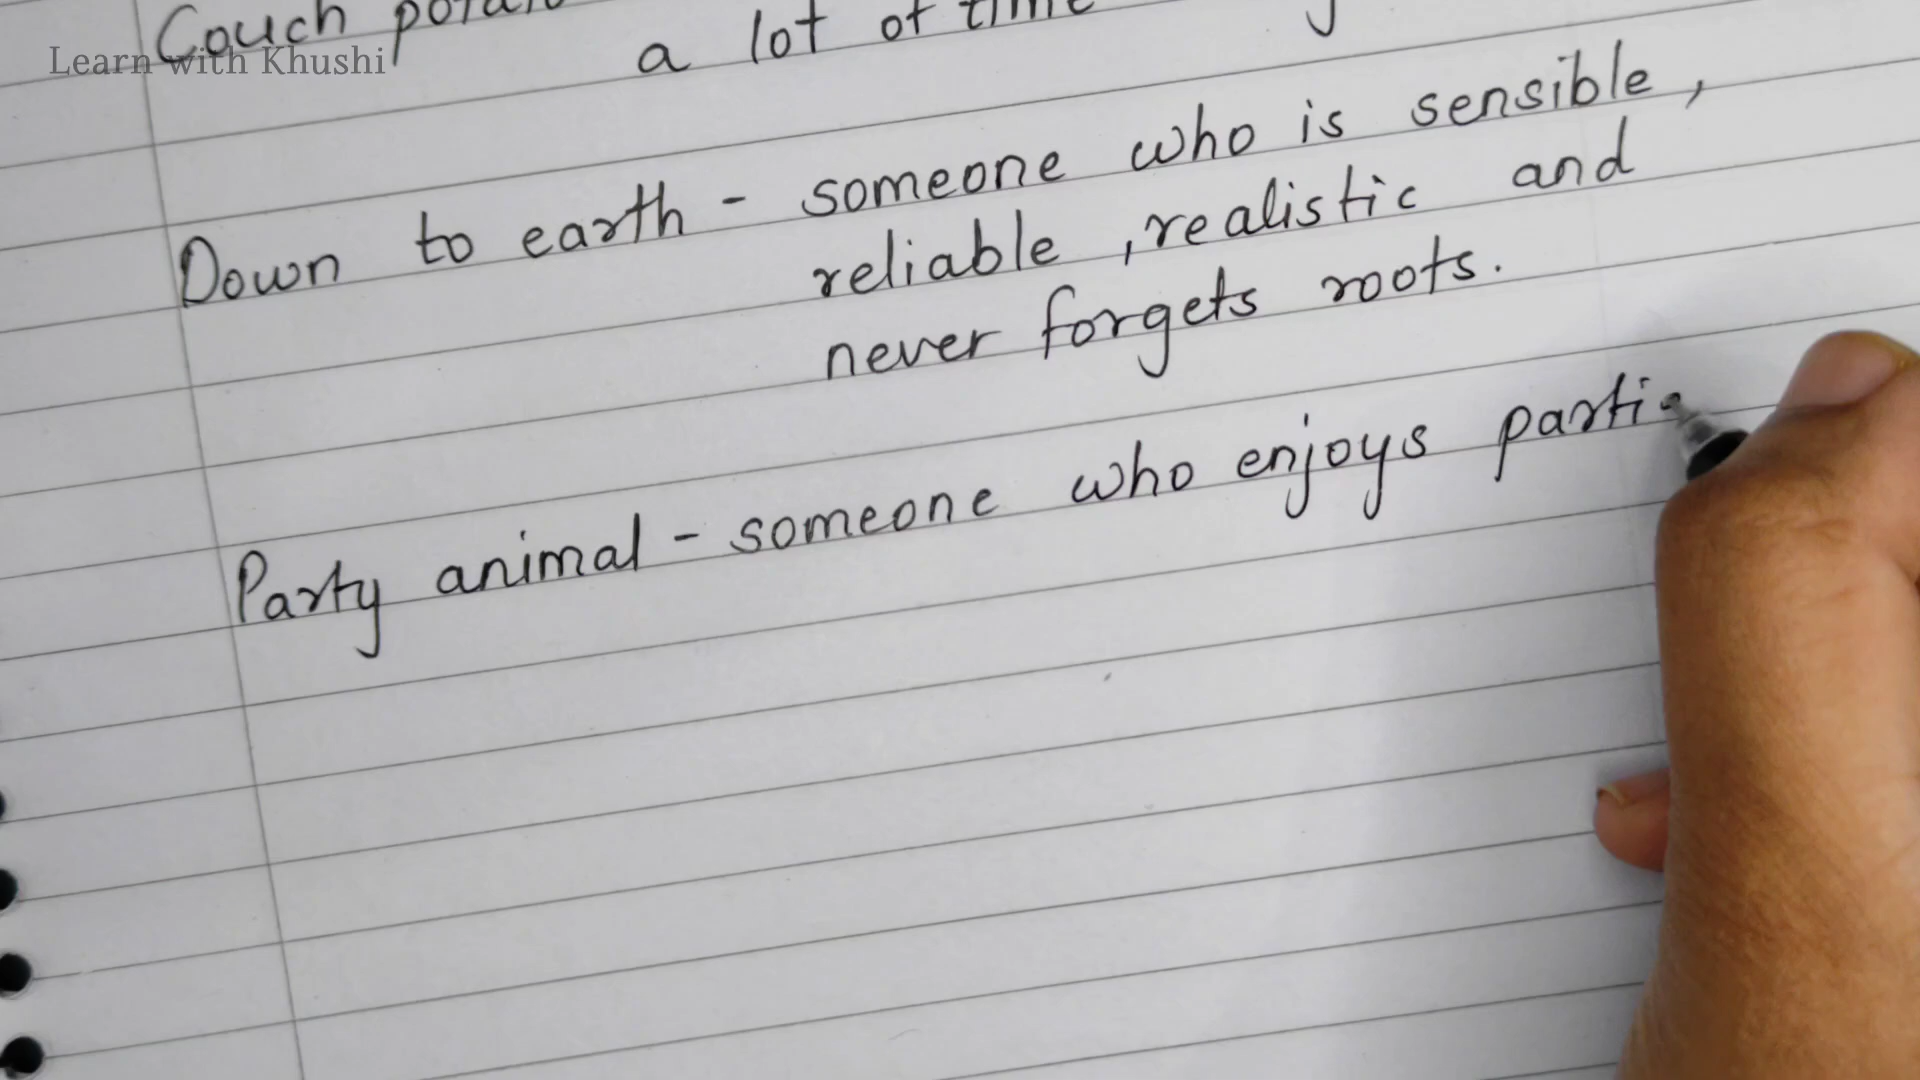 Learn with Khushi
Couch
a lot of time
Down to earth - someone who is sensible,
reliable, realistic and
never forgets roots.
Party animal - someone who enjoys parti